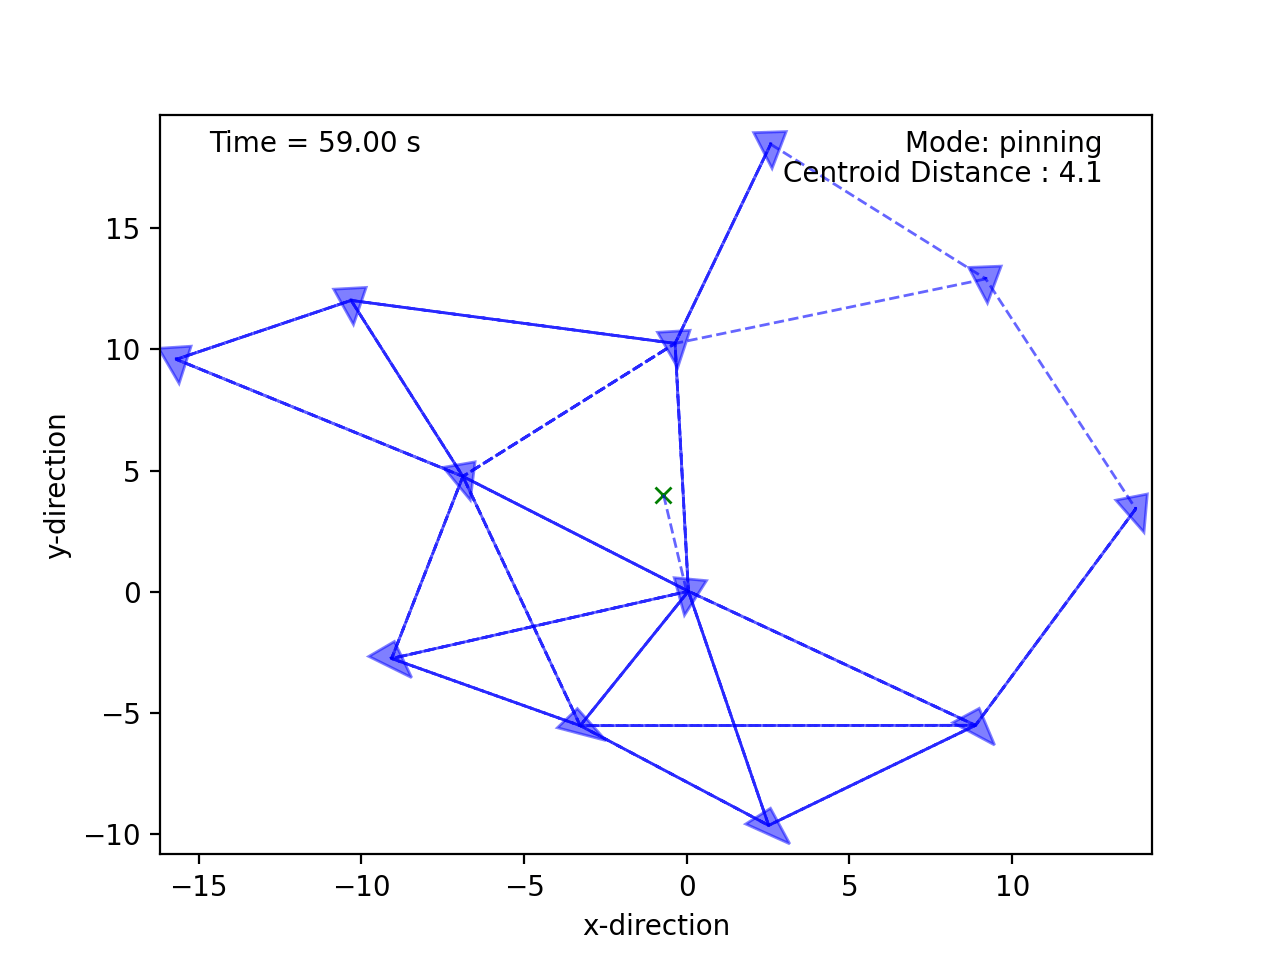 Time = 59.00 s
Mode: pinning
Centroid Distance : 4.1
y-direction
15
10
5
0
−5
−10
−15
−10
−5
0
5
10
x-direction